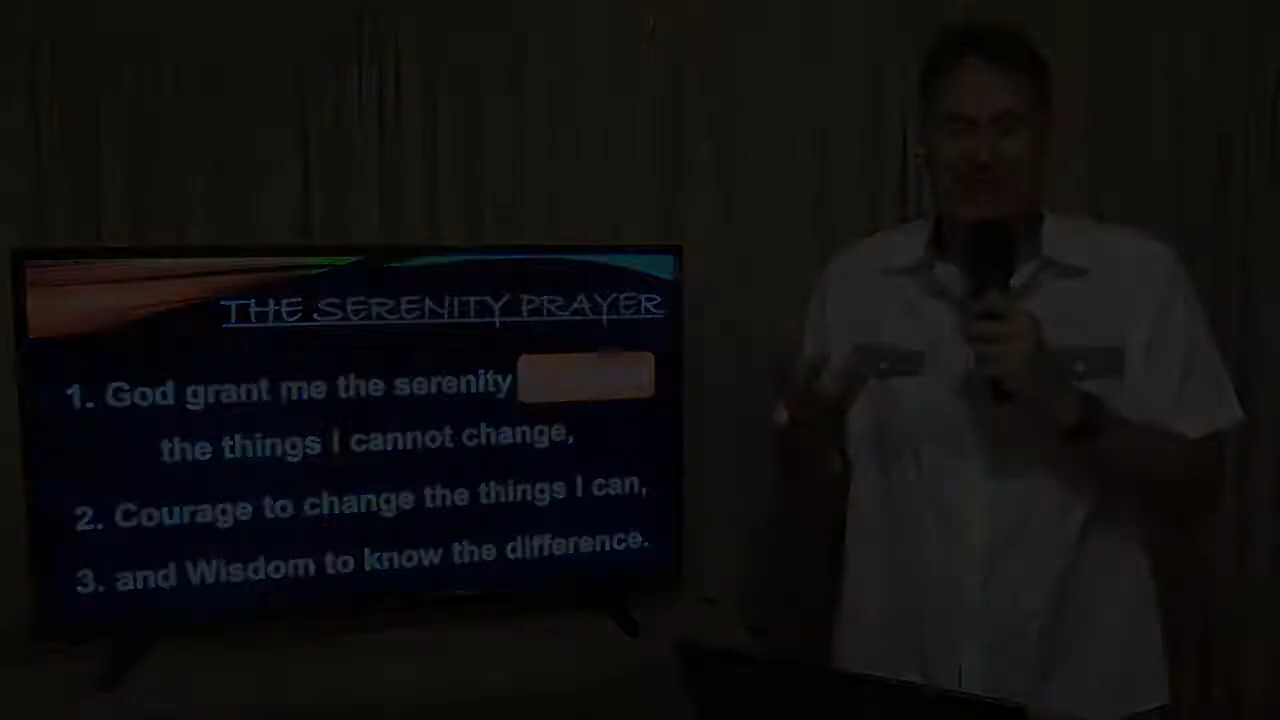 THE SERENITY PRAYER
1. God grant me the serenity
the things I cannot change,
2. Courage to change the things I can,
3. and Wisdom to know the difference.